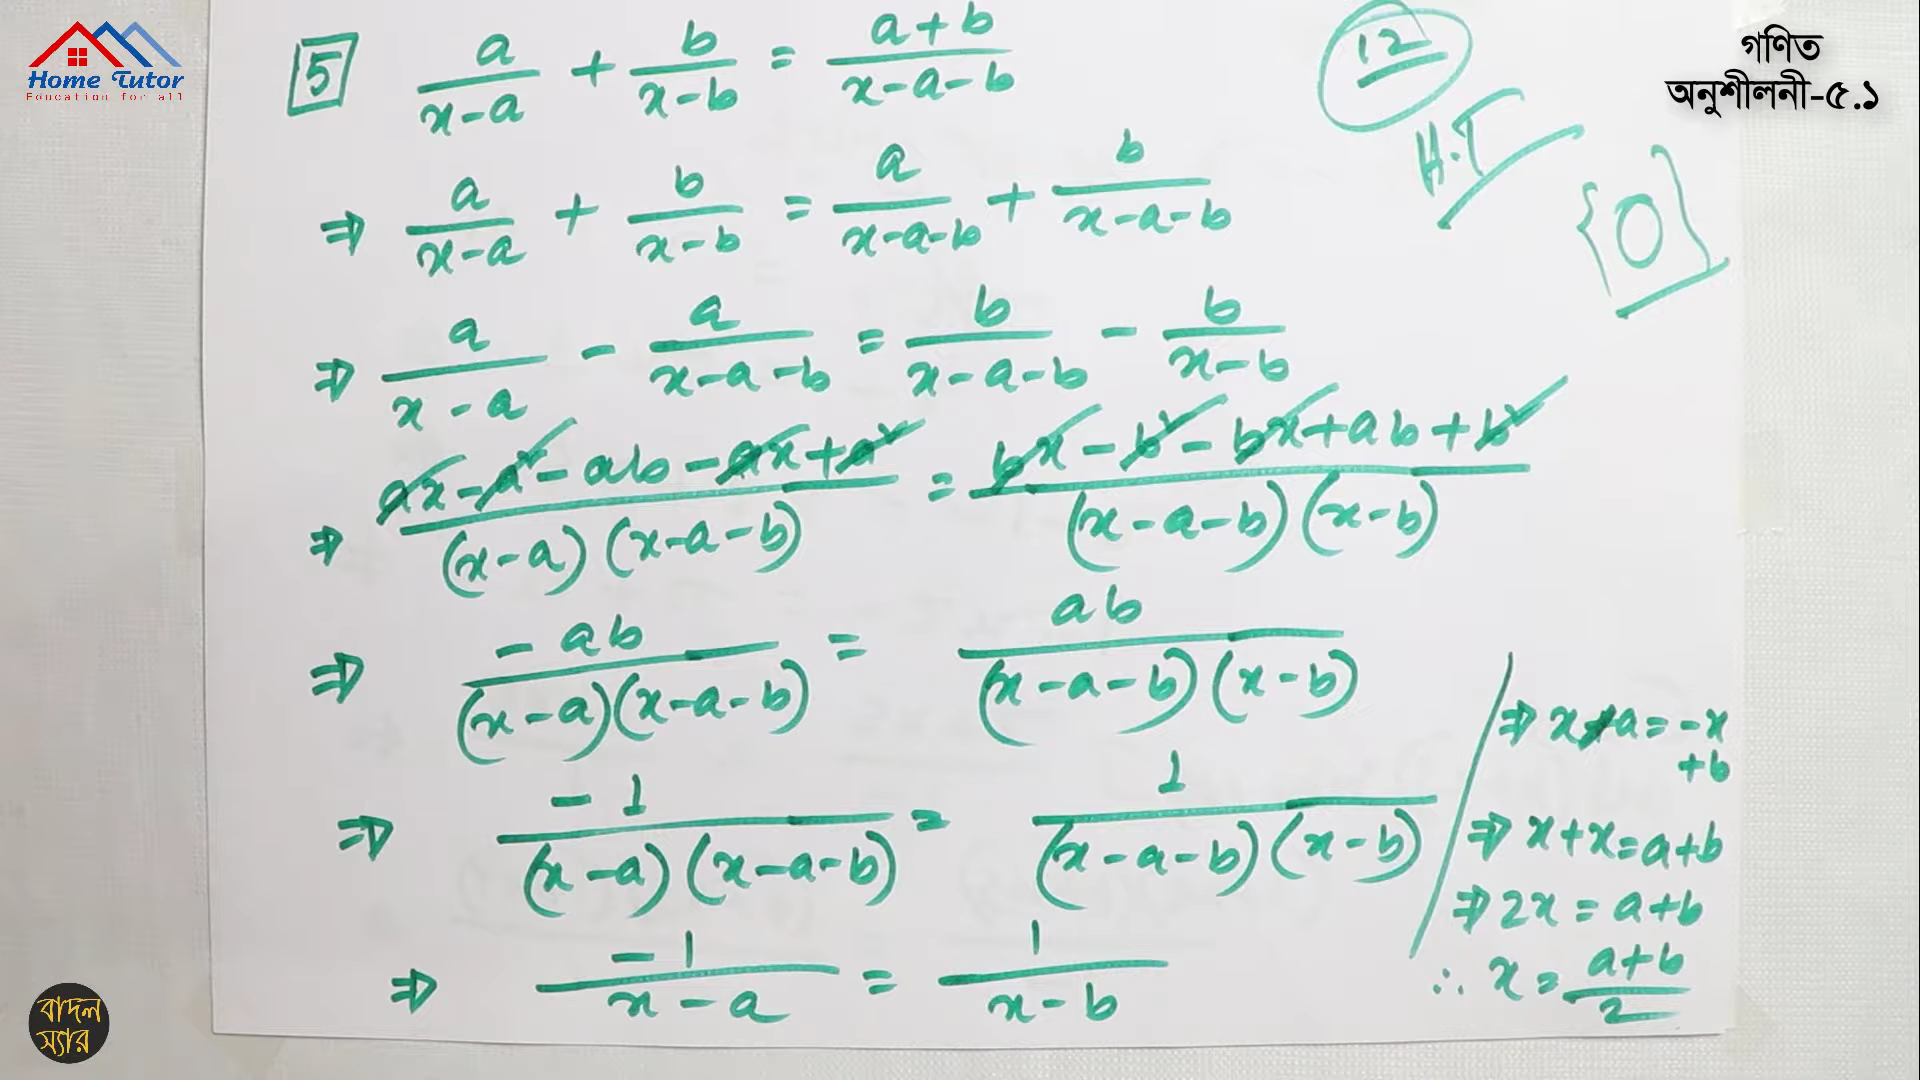 Home Tutor
Education for all
গণিত
অনুশীলনী-৫.১
5 a/(x-a) + b/(x-b) = (a+b)/(x-a-b)
12
H.T
{0}
⇒ a/(x-a) + b/(x-b) = a/(x-a-b) + b/(x-a-b)
⇒ a/(x-a) - a/(x-a-b) = b/(x-a-b) - b/(x-b)
⇒ (ax-a²-ab-ax+a²)/((x-a)(x-a-b)) = (bx-b²-bx+ab+b²)/((x-a-b)(x-b))
⇒ -ab/((x-a)(x-a-b)) = ab/((x-a-b)(x-b))
⇒ -1/((x-a)(x-a-b)) = 1/((x-a-b)(x-b))
⇒ -1/(x-a) = 1/(x-b)
⇒ x-a = -x
+b
⇒ x+x=a+b
⇒ 2x = a+b
∴ x = (a+b)/2
বাদল
স্যার